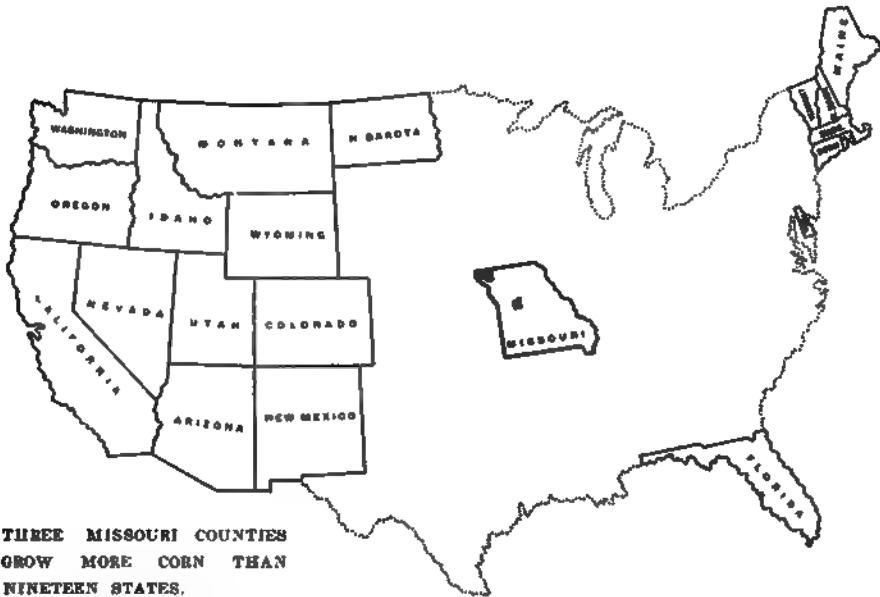 MAINE
WASHINGTON
MONTANA
N DAKOTA
OREGON
IDAHO
WYOMING
CALIFORNIA
NEVADA
UTAH
COLORADO
MISSOURI
ARIZONA
NEW MEXICO
FLORIDA
THREE MISSOURI COUNTIES
GROW MORE CORN THAN
NINETEEN STATES.